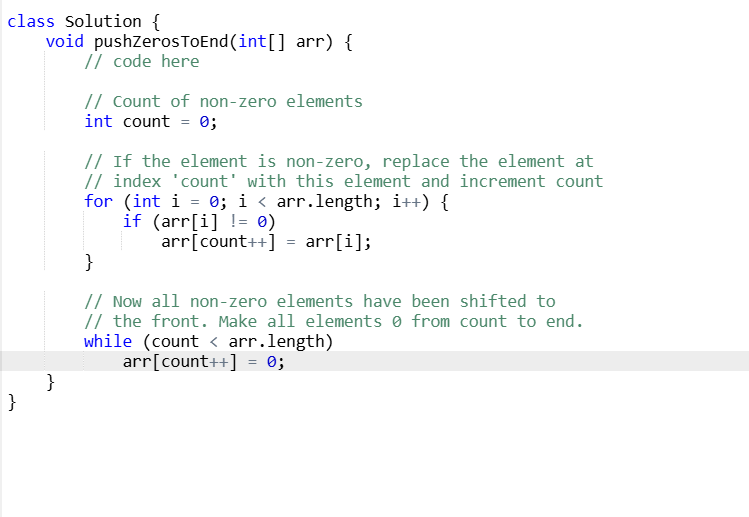 class Solution {
    void pushZerosToEnd(int[] arr) {
        // code here
        // Count of non-zero elements
        int count = 0;
        // If the element is non-zero, replace the element at
        // index 'count' with this element and increment count
        for (int i = 0; i < arr.length; i++) {
            if (arr[i] != 0)
                arr[count++] = arr[i];
        }
        // Now all non-zero elements have been shifted to
        // the front. Make all elements 0 from count to end.
        while (count < arr.length)
            arr[count++] = 0;
    }
}